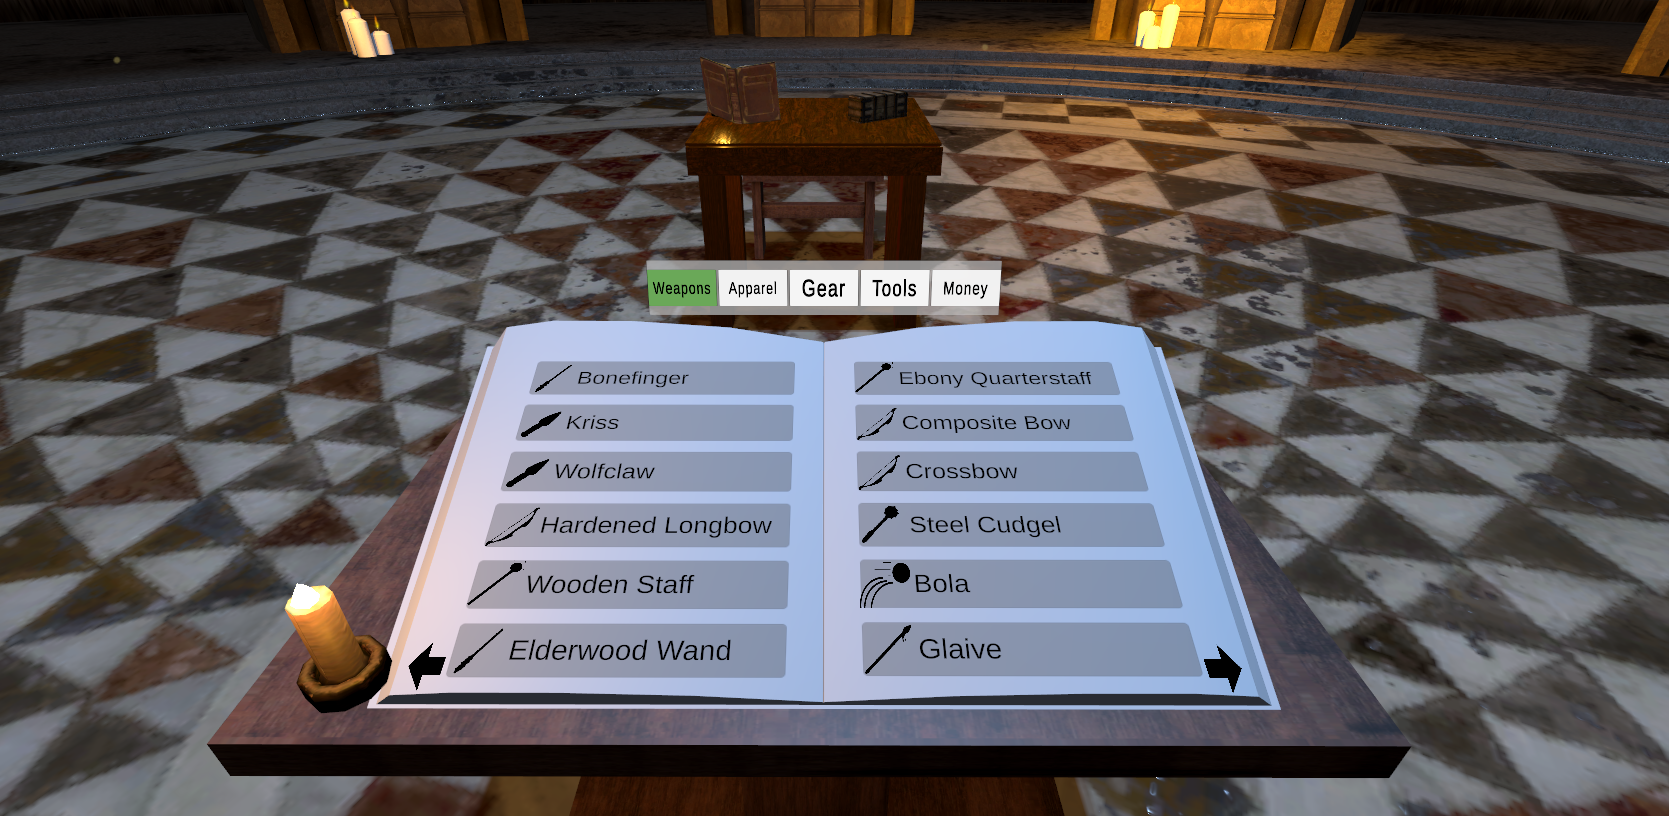 Weapons
Apparel
Gear
Tools
Money
Bonefinger
Kriss
Wolfclaw
Hardened Longbow
Wooden Staff
Elderwood Wand
Ebony Quarterstaff
Composite Bow
Crossbow
Steel Cudgel
Bola
Glaive